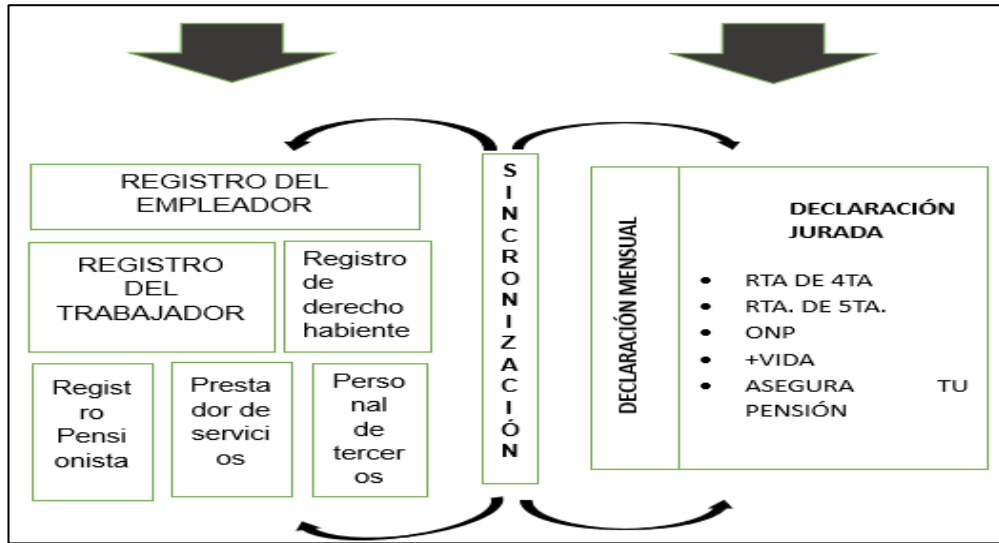 REGISTRO DEL
EMPLEADOR
REGISTRO
DEL
TRABAJADOR
Registro
de
derecho
habiente
Regist
ro
Pensi
onista
Presta
dor de
servici
os
Perso
nal
de
tercer
os
SINCRONIZACIÓN
DECLARACIÓN MENSUAL
DECLARACIÓN
JURADA
• RTA DE 4TA
• RTA. DE 5TA.
• ONP
• +VIDA
• ASEGURA TU
PENSIÓN